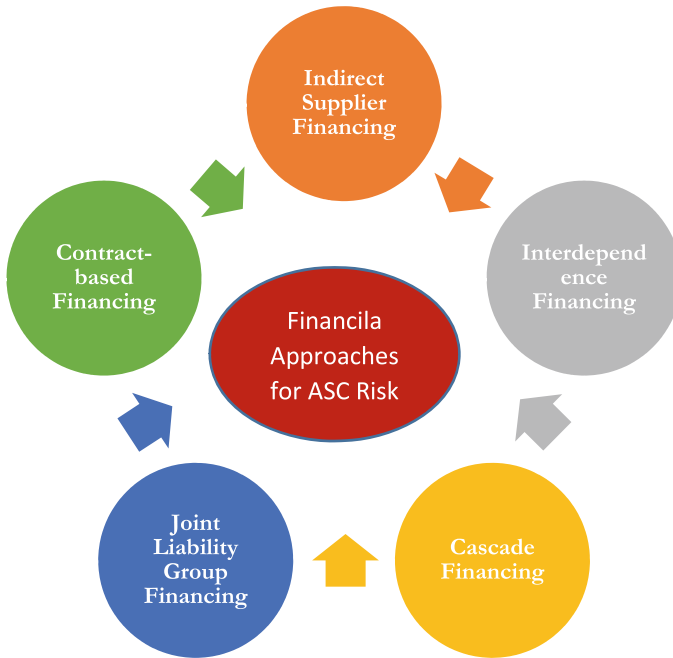 Indirect
Supplier
Financing
Contract-
based
Financing
Interdepend
ence
Financing
Financila
Approaches
for ASC Risk
Joint
Liability
Group
Financing
Cascade
Financing